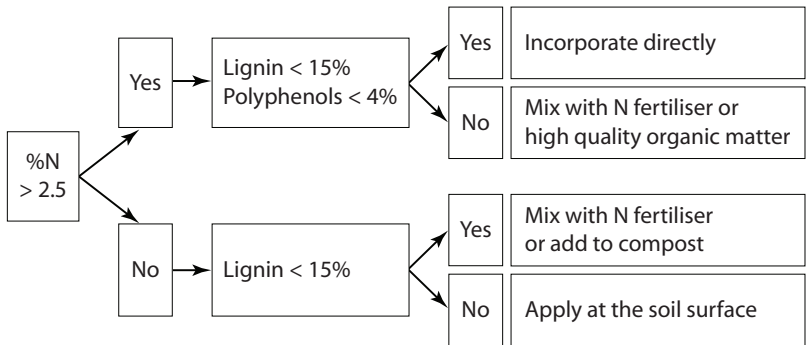 %N
> 2.5
Yes
Lignin < 15%
Polyphenols < 4%
Yes
Incorporate directly
No
Mix with N fertiliser or
high quality organic matter
No
Lignin < 15%
Yes
Mix with N fertiliser
or add to compost
No
Apply at the soil surface